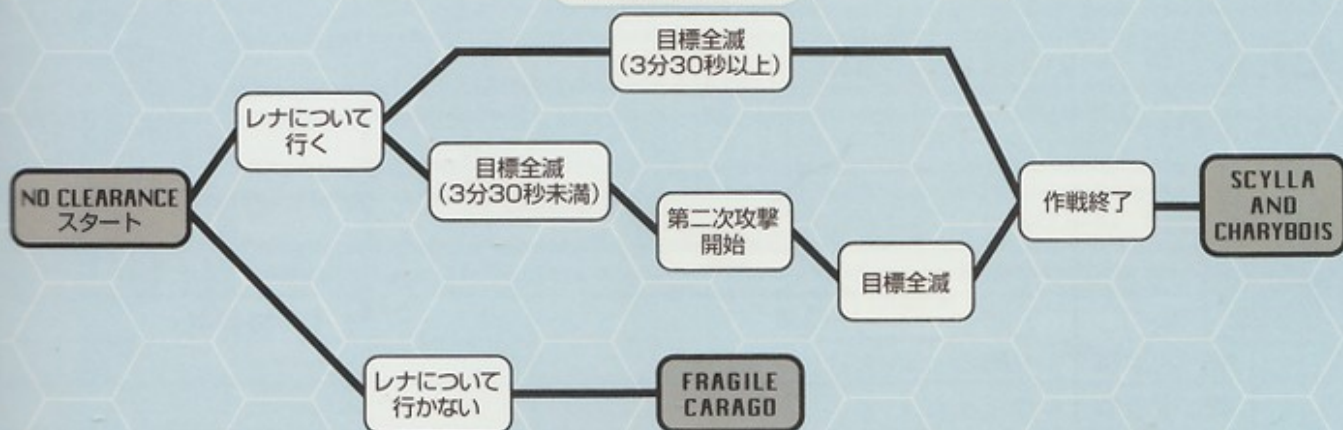 目標全滅
(3分30秒以上)
レナについて
行く
目標全滅
(3分30秒未満)
NO CLEARANCE
スタート
第二次攻撃
開始
目標全滅
作戦終了
SCYLLA
AND
CHARYBOIS
レナについて
行かない
FRAGILE
CARAGO